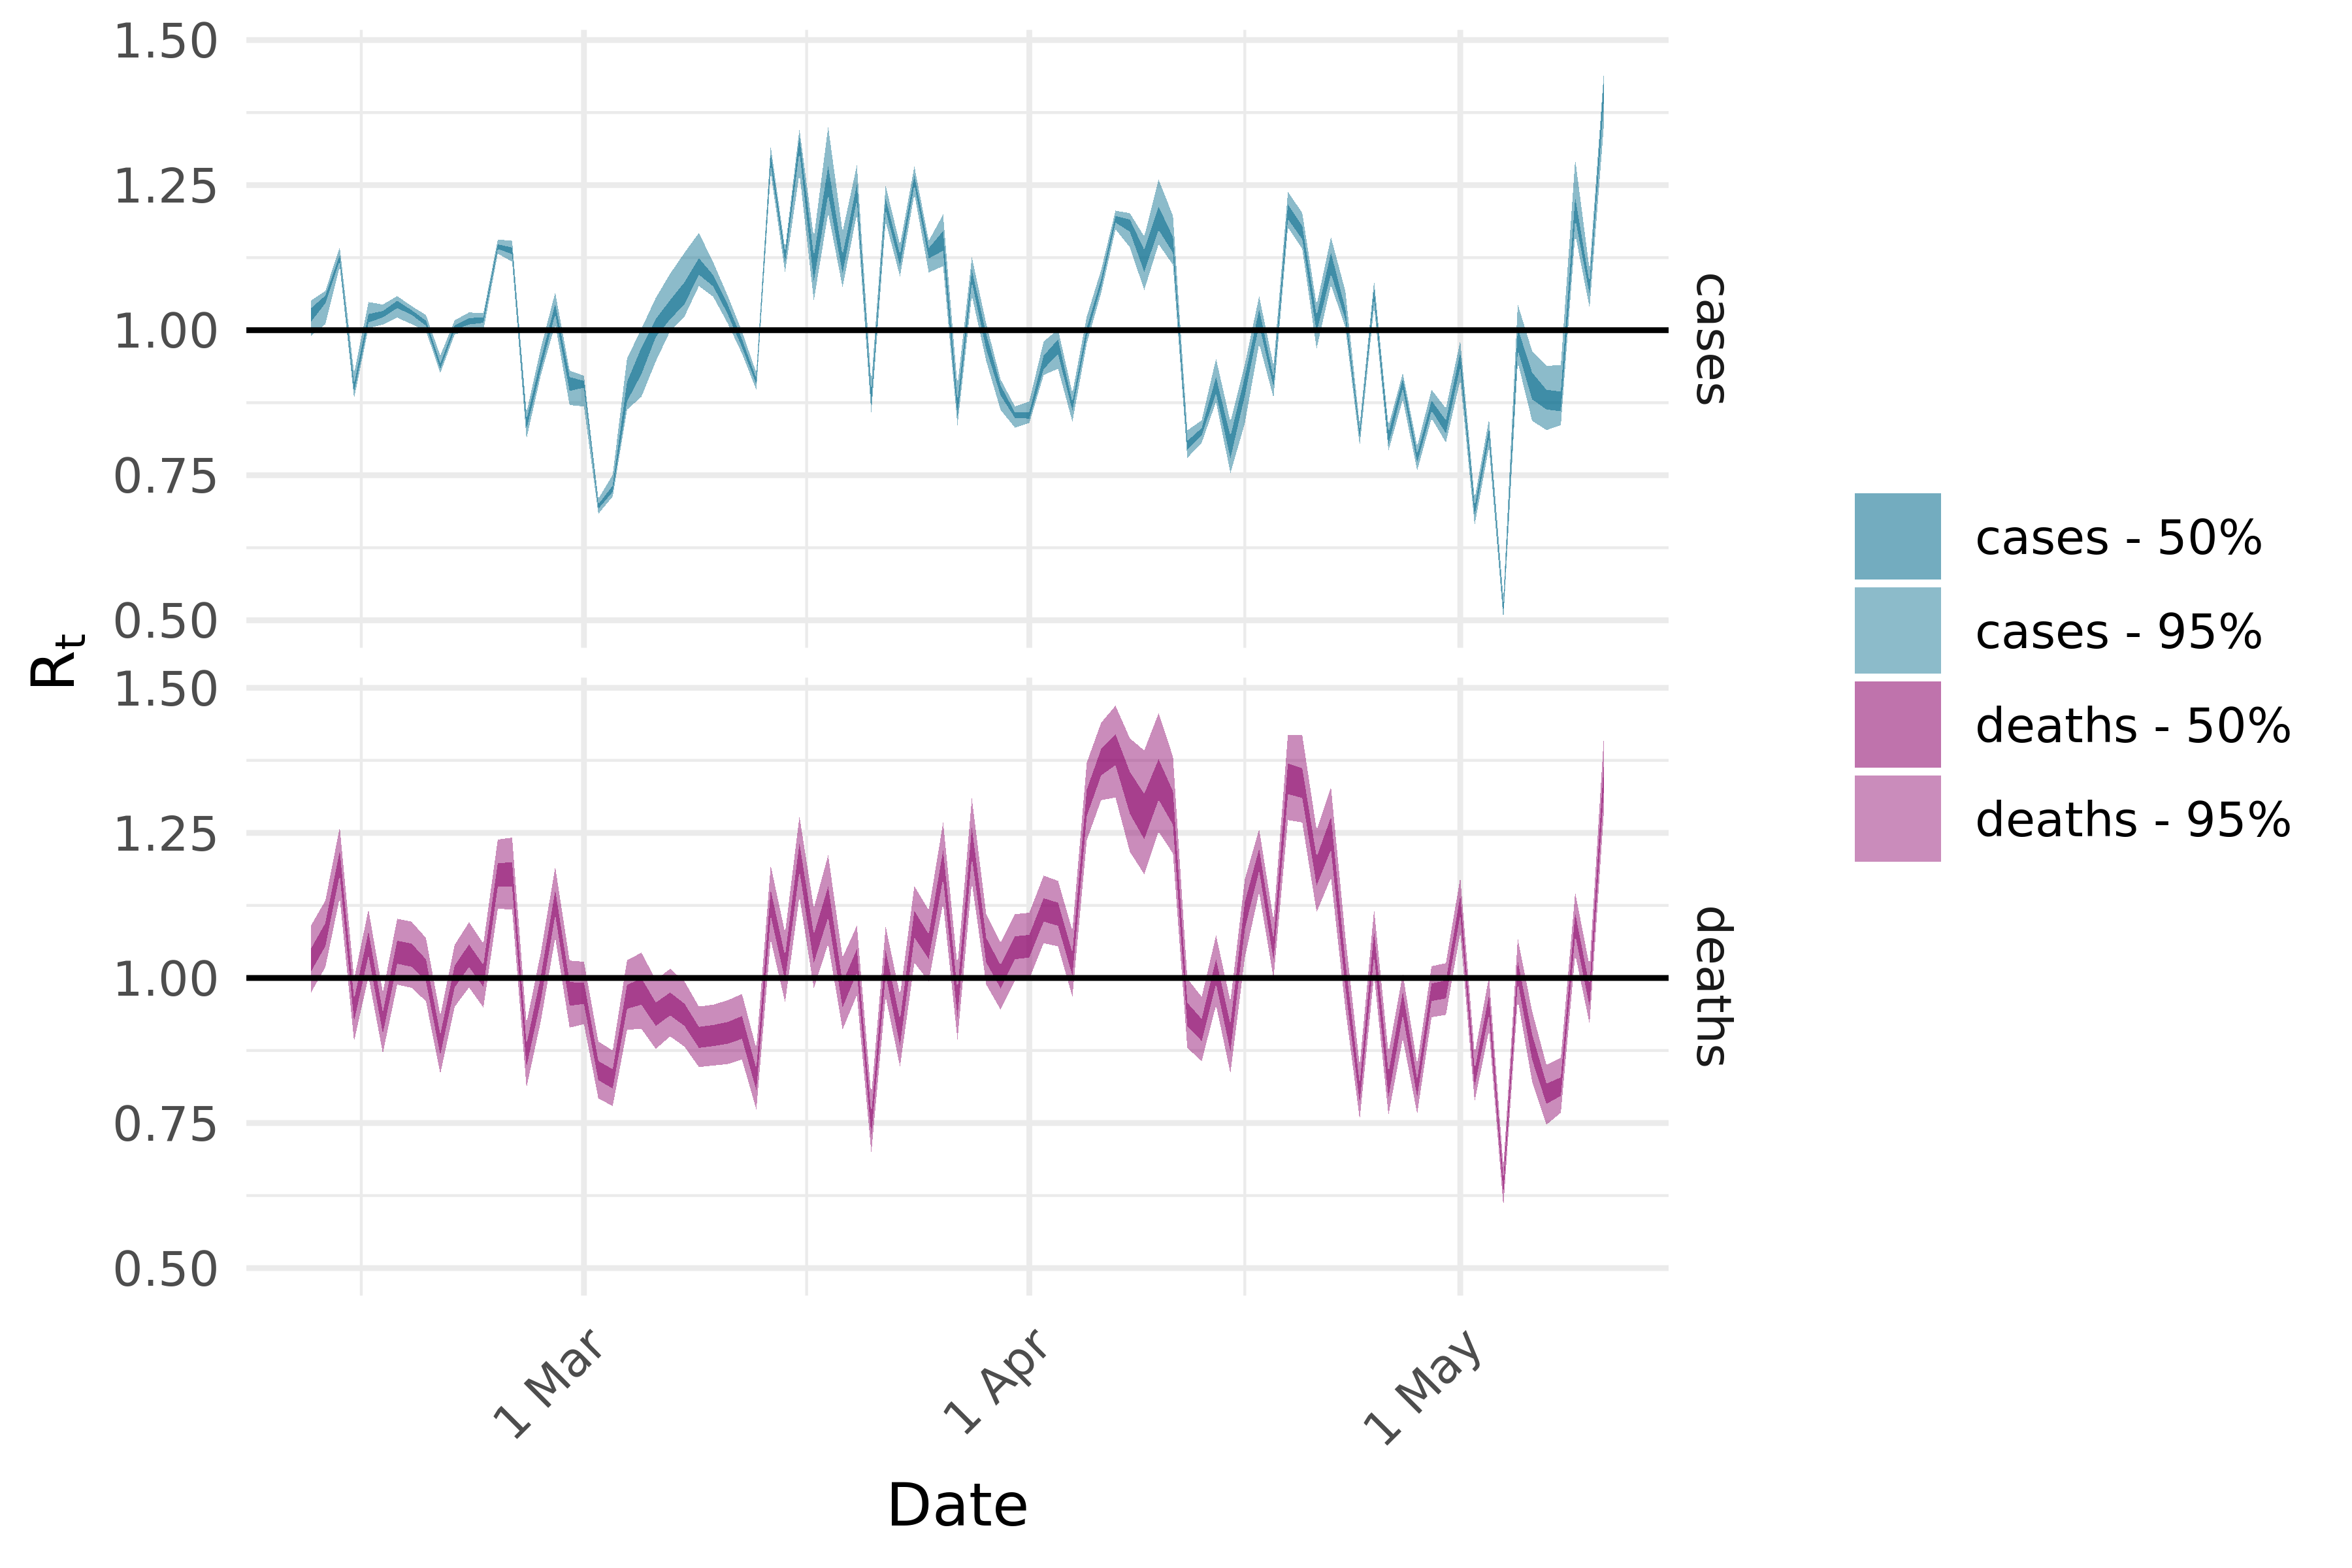 1.50
1.25
1.00
0.75
0.50
cases
Rt
1.50
1.25
1.00
0.75
0.50
deaths
1 Mar
1 Apr
1 May
Date
cases - 50%
cases - 95%
deaths - 50%
deaths - 95%